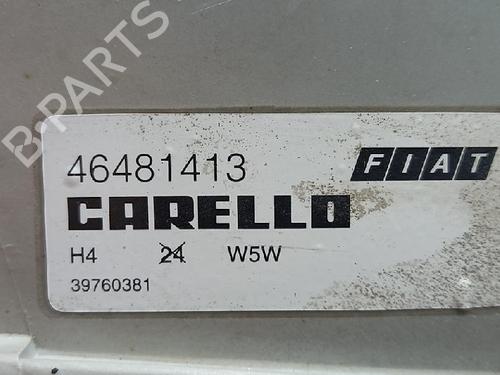 46481413 FIAT
CARELLO
H4 24 W5W
39760381
B-PARTS